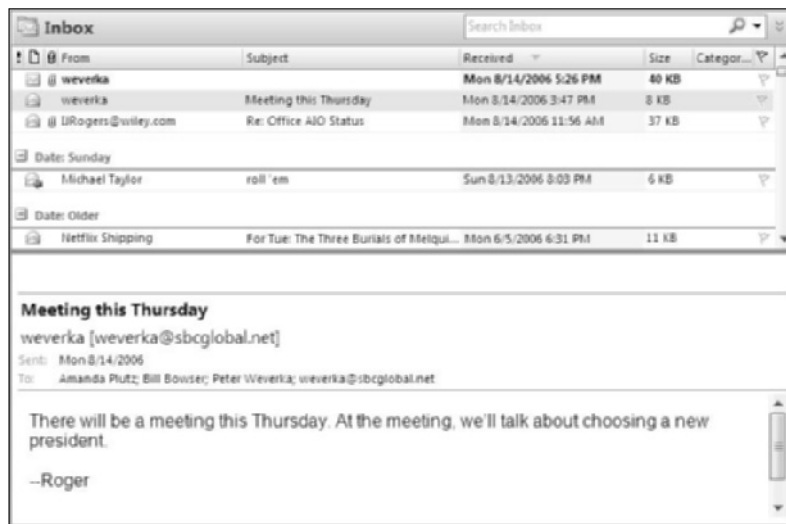 Inbox
Search Inbox
! From Subject Received Size Categor...
weverka Mon 8/14/2006 5:26 PM 40 KB
weverka Meeting this Thursday Mon 8/14/2006 3:47 PM 8 KB
IJRogers@wiley.com Re: Office AIO Status Mon 8/14/2006 11:56 AM 37 KB
Date: Sunday
Michael Taylor roll 'em Sun 8/13/2006 8:03 PM 6 KB
Date: Older
Netflix Shipping For Tue: The Three Burials of Melqui... Mon 6/5/2006 6:31 PM 11 KB
Meeting this Thursday
weverka [weverka@sbcglobal.net]
Sent: Mon 8/14/2006
To: Amanda Plutz; Bill Bowser; Peter Weverka; weverka@sbcglobal.net
There will be a meeting this Thursday. At the meeting, we'll talk about choosing a new
president.
--Roger